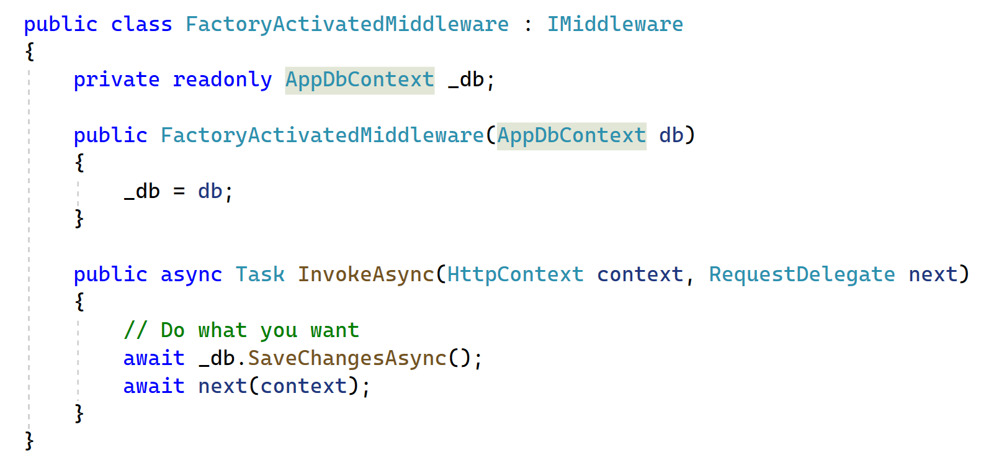 public class FactoryActivatedMiddleware : IMiddleware
{
    private readonly AppDbContext _db;

    public FactoryActivatedMiddleware(AppDbContext db)
    {
        _db = db;
    }

    public async Task InvokeAsync(HttpContext context, RequestDelegate next)
    {
        // Do what you want
        await _db.SaveChangesAsync();
        await next(context);
    }
}